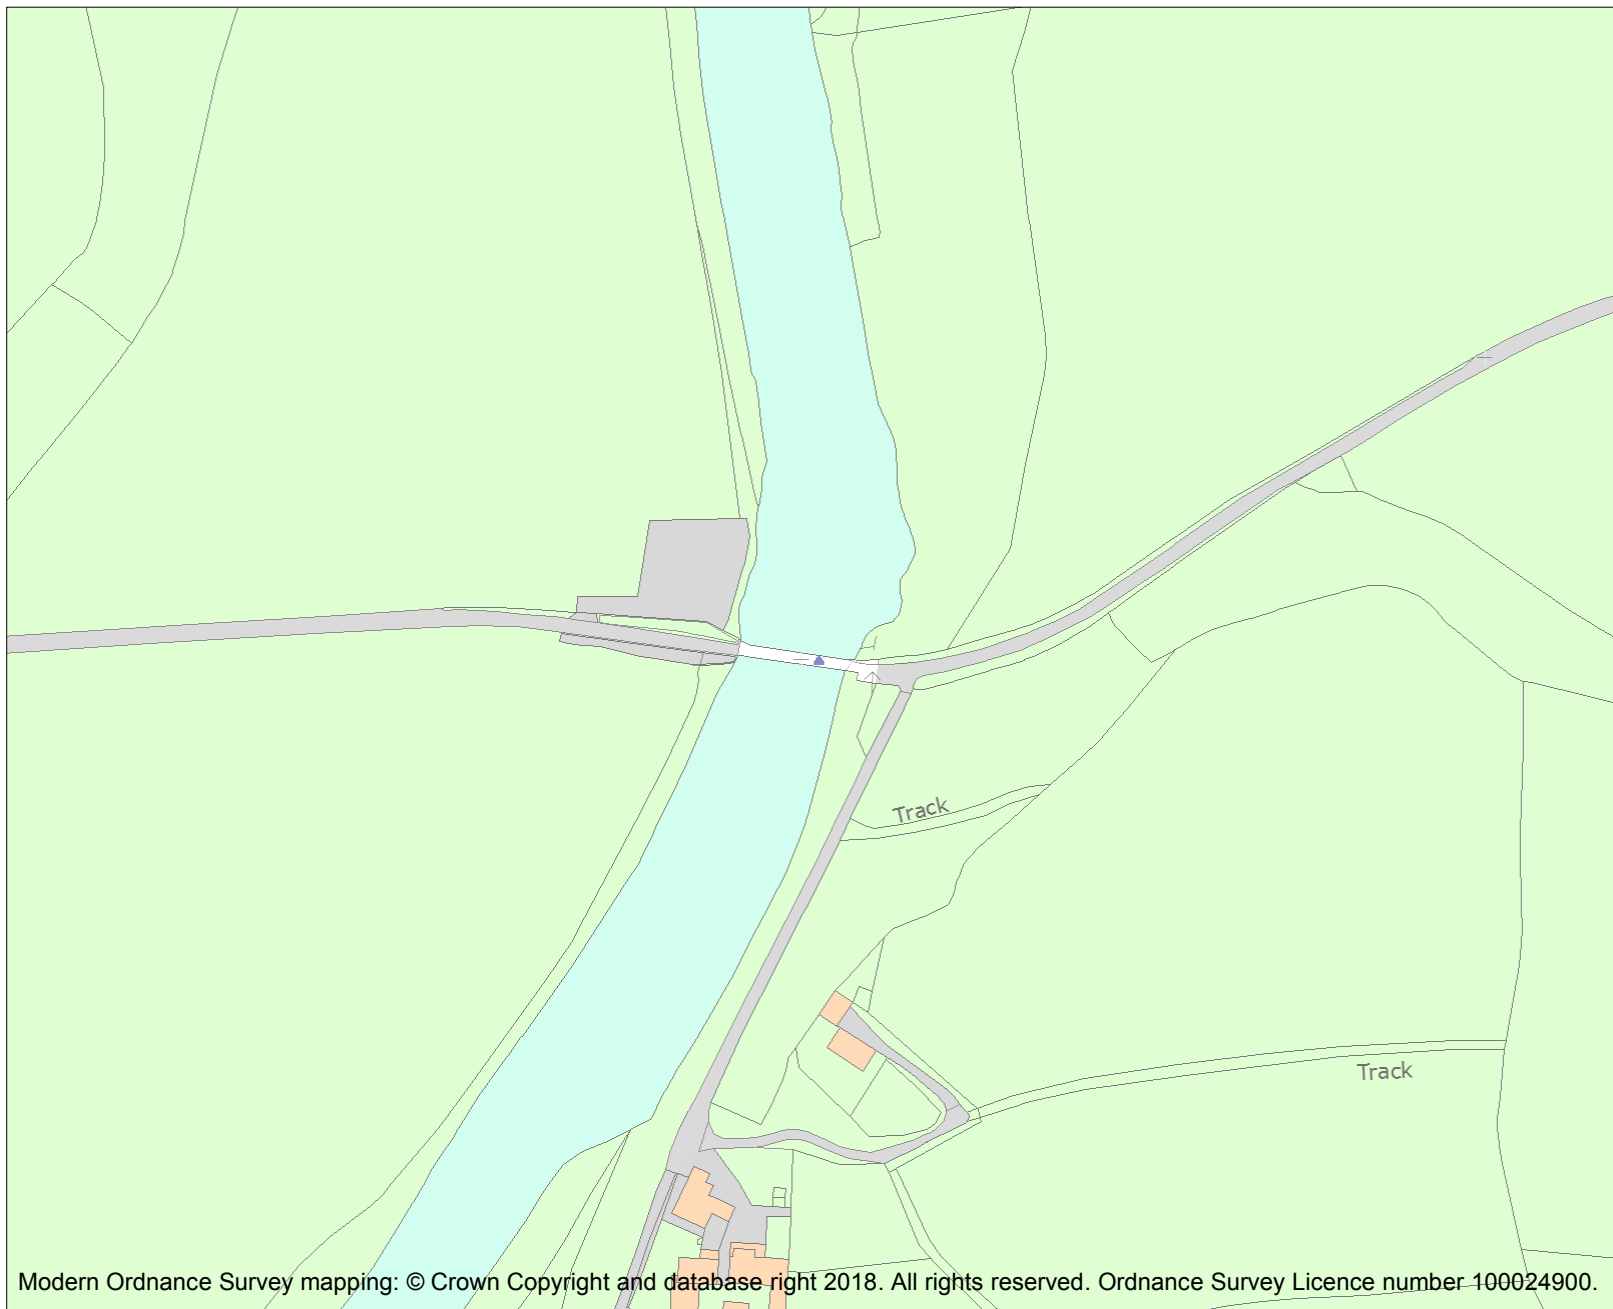 Track
Track
Modern Ordnance Survey mapping: © Crown Copyright and database right 2018. All rights reserved. Ordnance Survey Licence number 100024900.